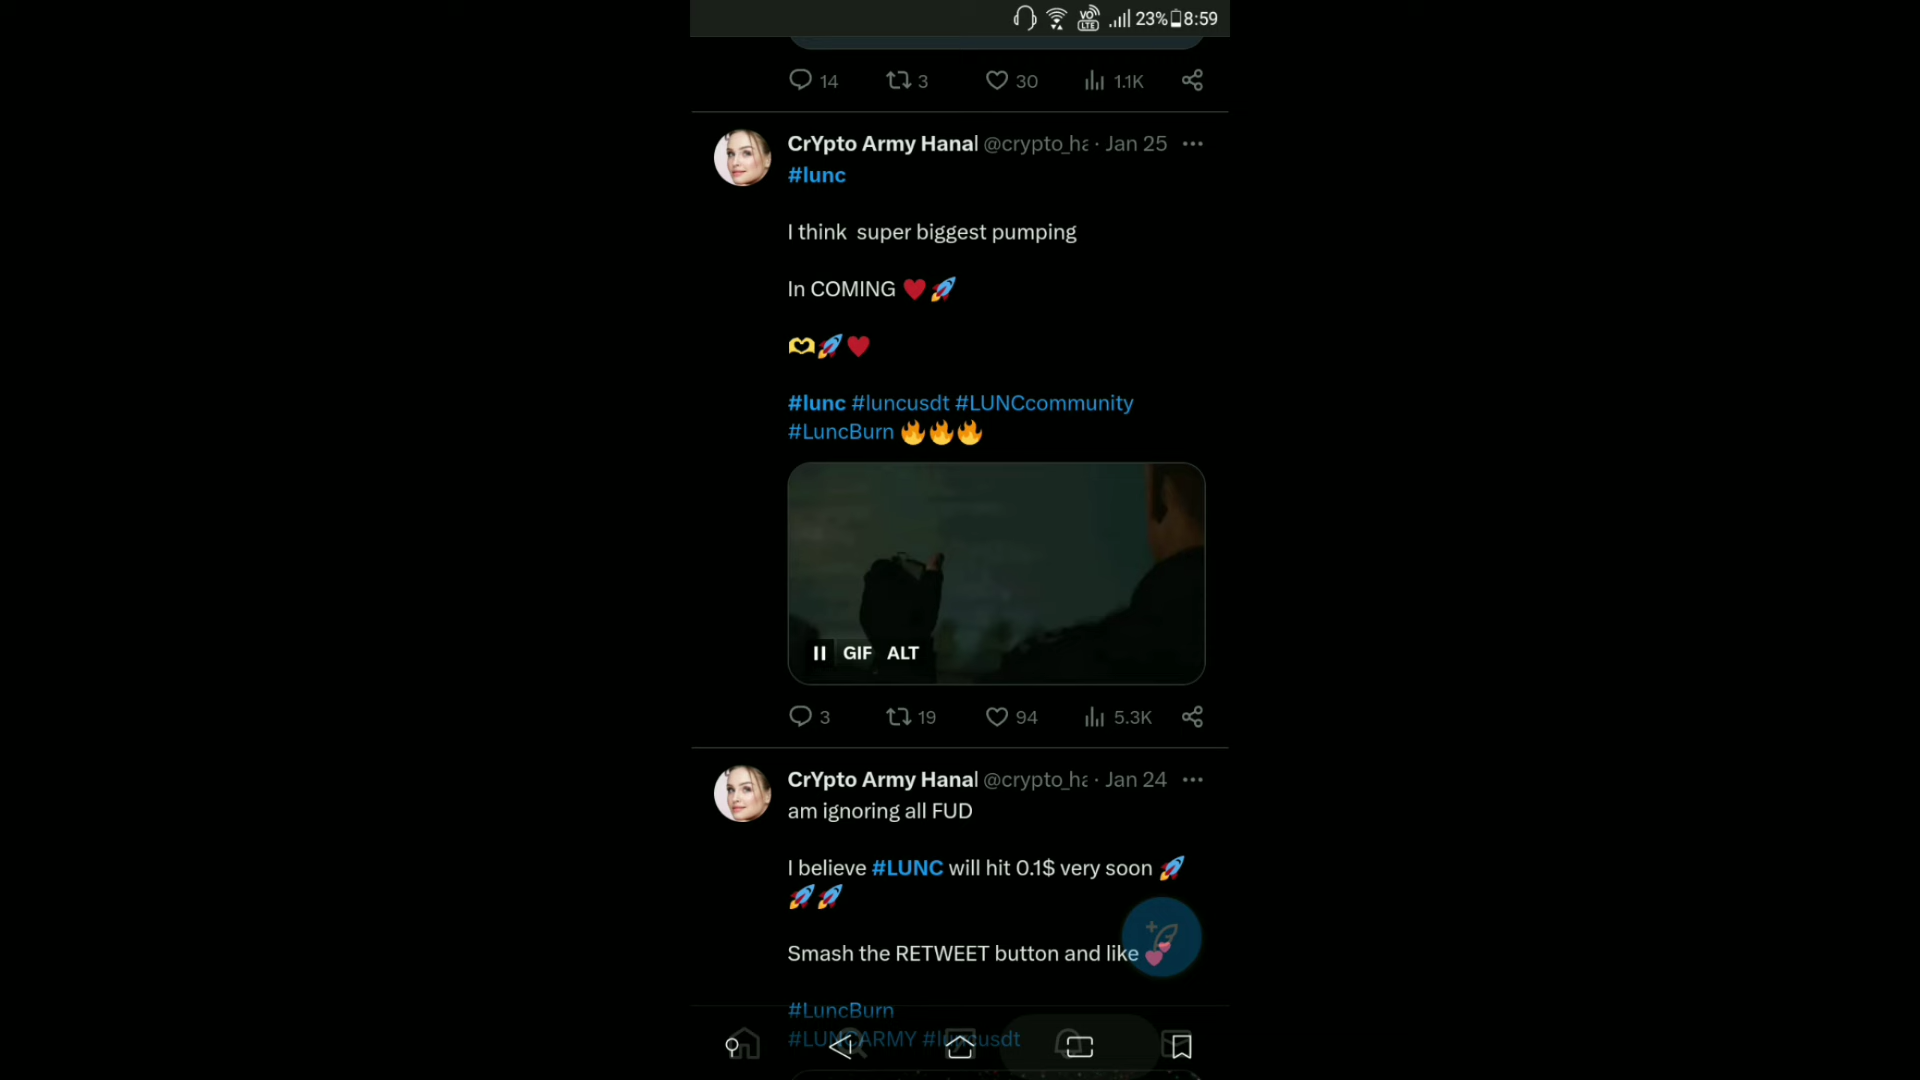 23% 8:59
14 3 30 1.1K
CrYpto Army Hanal @crypto_ha · Jan 25
#lunc
I think super biggest pumping
In COMING ♥️🚀
🫶🚀♥️
#lunc #luncusdt #LUNCcommunity
#LuncBurn 🔥🔥🔥
GIF ALT
3 19 94 5.3K
CrYpto Army Hanal @crypto_ha · Jan 24
am ignoring all FUD
I believe #LUNC will hit 0.1$ very soon 🚀
🚀🚀
Smash the RETWEET button and like 💕
#LuncBurn
#LUNCARMY #luncusdt